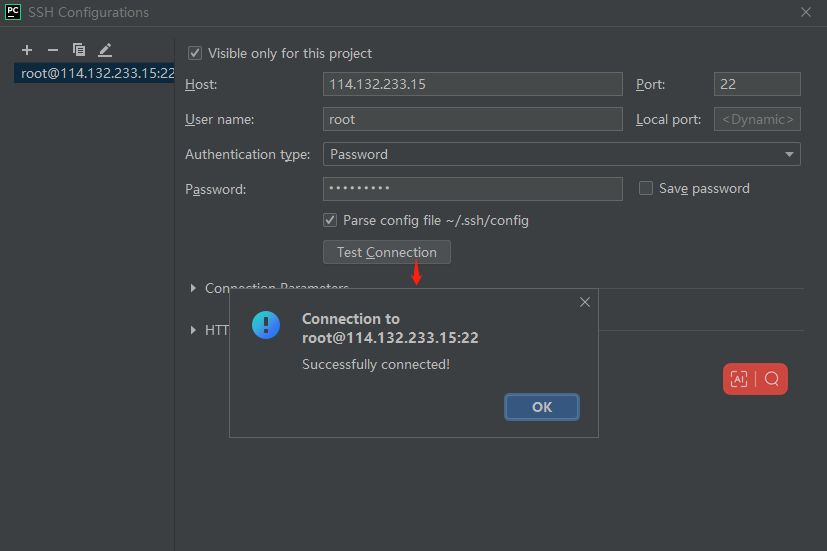 PC SSH Configurations
root@114.132.233.15:22
Visible only for this project
Host: 114.132.233.15 Port: 22
User name: root Local port: <Dynamic>
Authentication type: Password
Password: ••••••••• Save password
Parse config file ~/.ssh/config
Test Connection
Connection Parameters
HTT
Connection to
root@114.132.233.15:22
Successfully connected!
OK
AI